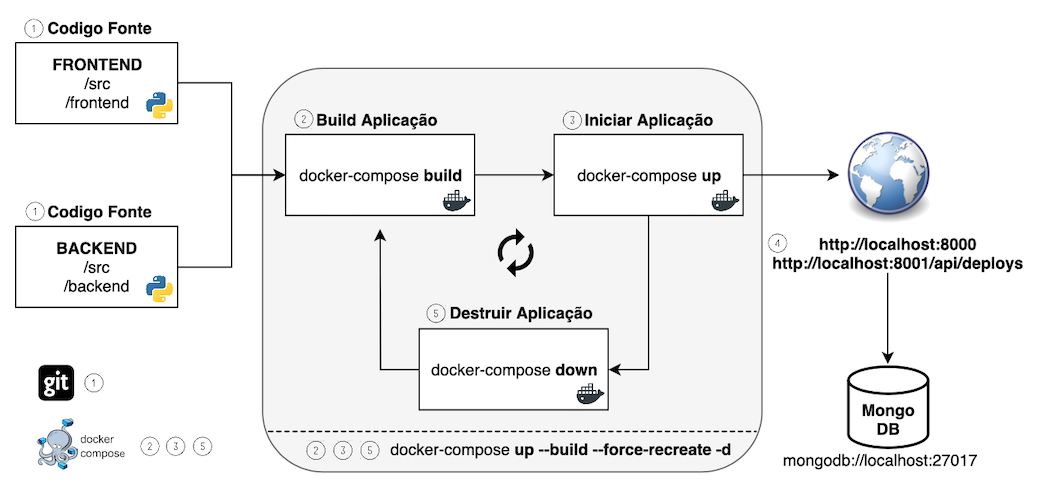 1 Codigo Fonte
FRONTEND
/src
/frontend
1 Codigo Fonte
BACKEND
/src
/backend
2 Build Aplicação
docker-compose build
3 Iniciar Aplicação
docker-compose up
5 Destruir Aplicação
docker-compose down
2 3 5 docker-compose up --build --force-recreate -d
4 http://localhost:8000
http://localhost:8001/api/deploys
Mongo
DB
mongodb://localhost:27017
git 1
docker
compose 2 3 5